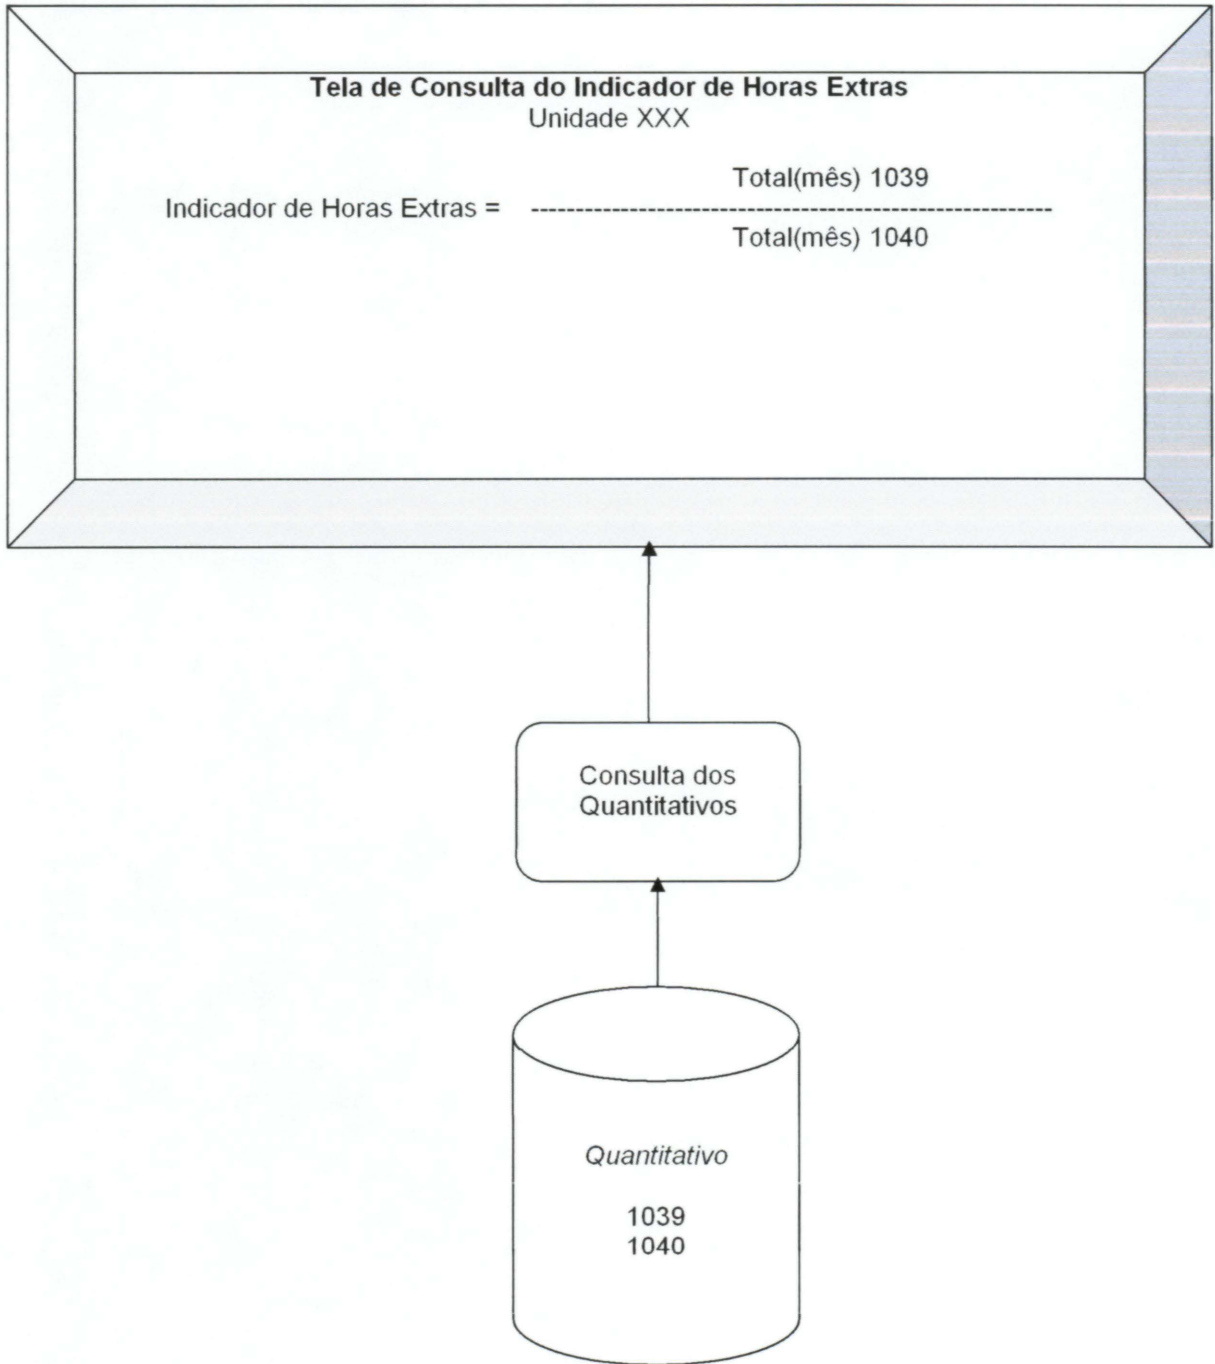 Tela de Consulta do Indicador de Horas Extras
Unidade XXX
Total(mês) 1039
Indicador de Horas Extras = ------------------------------------------------------
Total(mês) 1040
Consulta dos
Quantitativos
Quantitativo
1039
1040